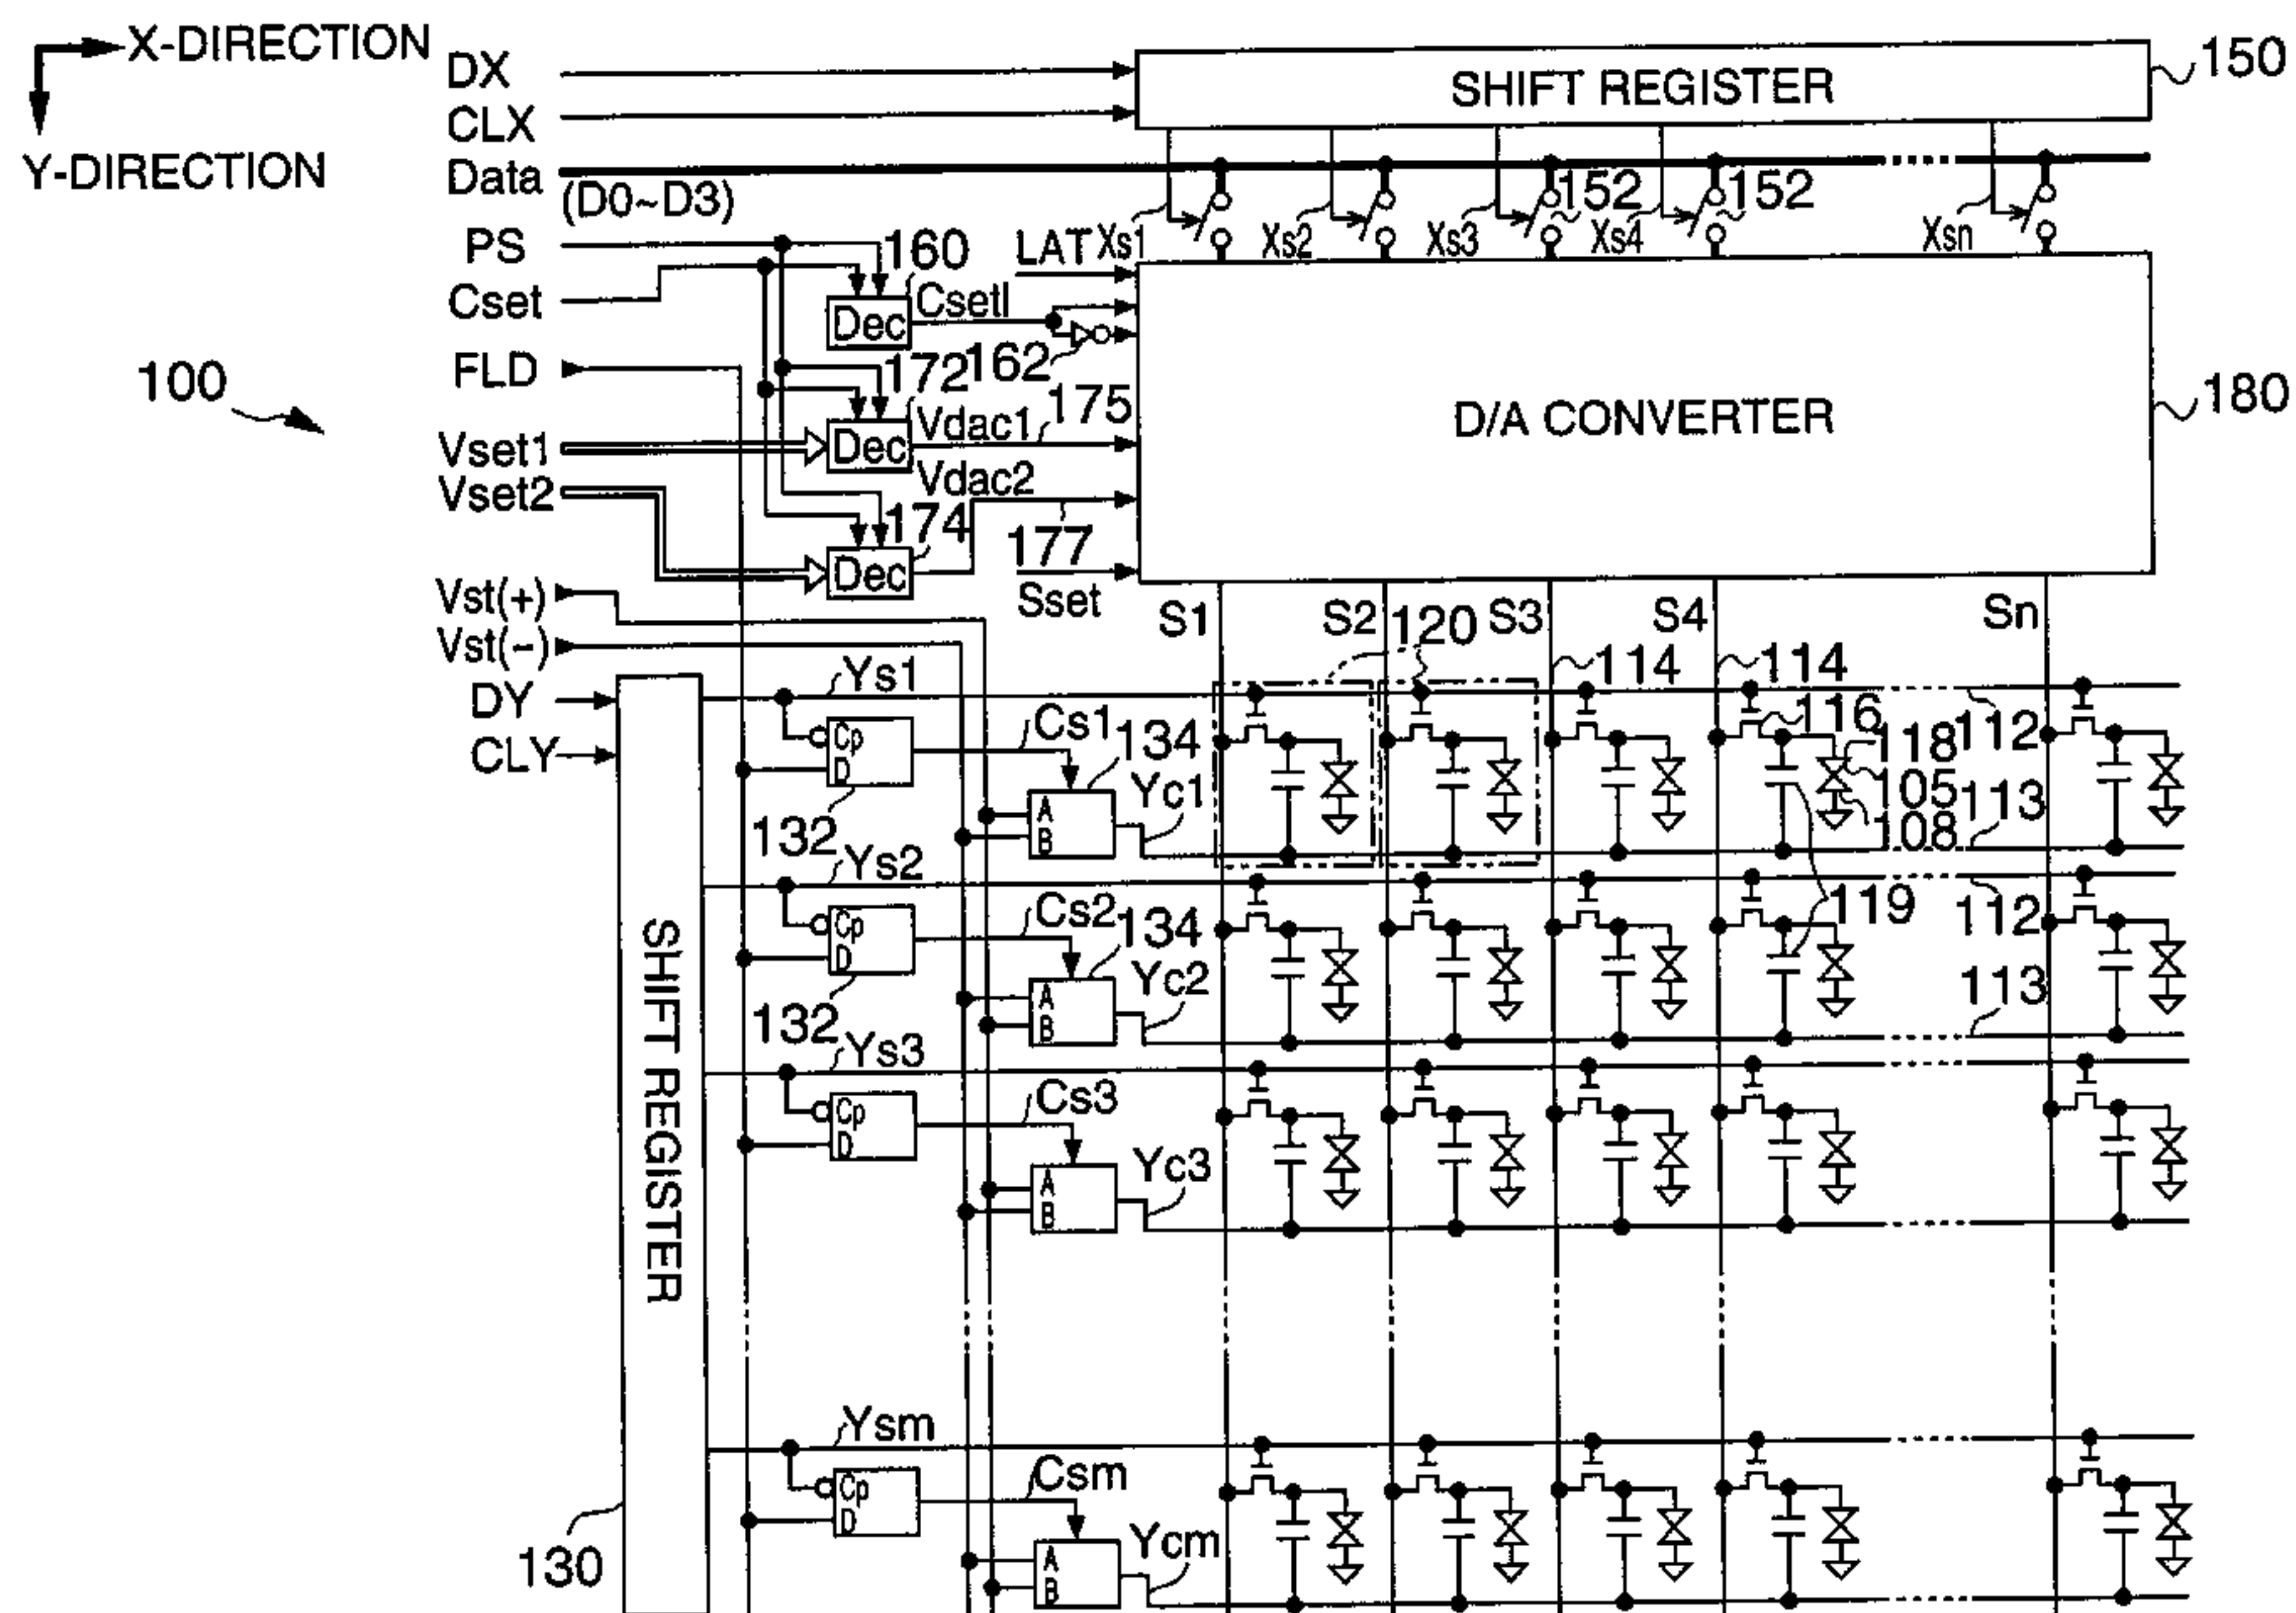 X-DIRECTION
Y-DIRECTION
100
DX
CLX
Data
(D0~D3)
PS
Cset
FLD
Vset1
Vset2
Vst(+)
Vst(−)
DY
CLY
SHIFT REGISTER
150
152
152
Xs1
Xs2
Xs3
Xs4
Xsn
LAT
160
Dec
CsetI
162
172
Dec
Vdac1
175
Vdac2
174
Dec
177
Sset
D/A CONVERTER
180
S1
S2
S3
S4
Sn
120
114
114
Ys1
Cp
D
132
Cs1
134
A
B
Yc1
116
118
105
108
112
113
119
Ys2
Cp
D
132
Cs2
134
A
B
Yc2
112
113
Ys3
Cp
D
Cs3
A
B
Yc3
SHIFT REGISTER
130
Ysm
Cp
D
Csm
A
B
Ycm